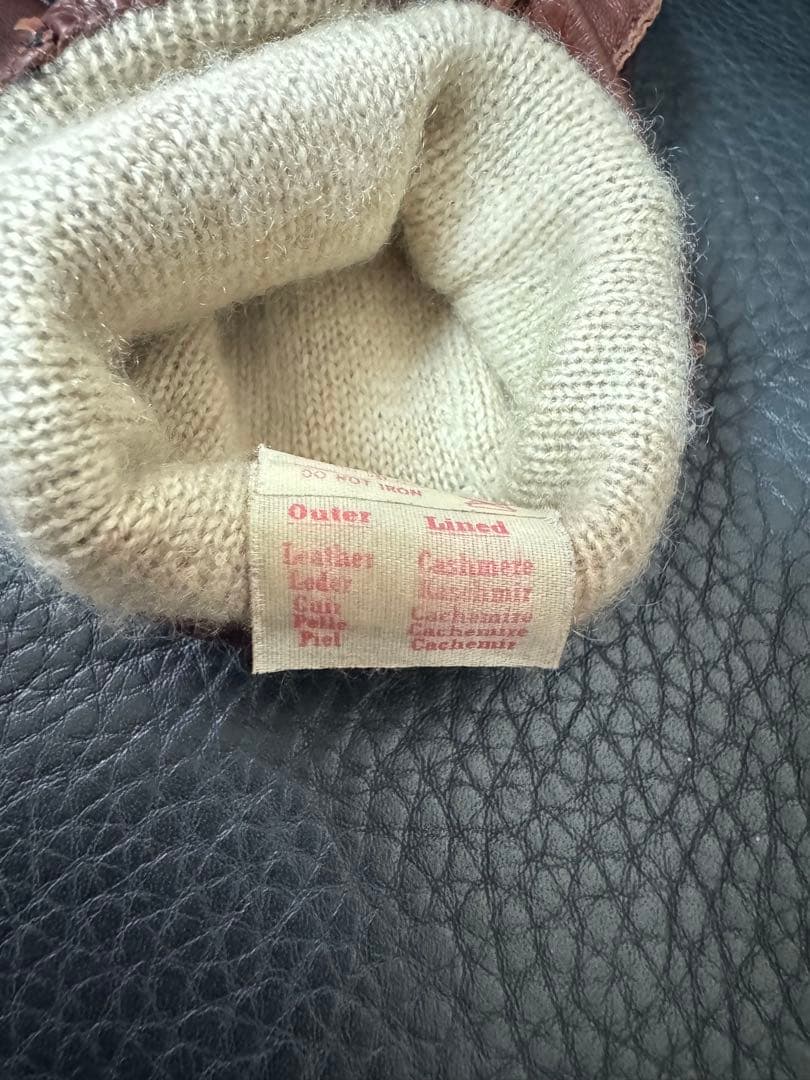 DO NOT IRON
Outer Lined
Leather Cashmere
Leder Kaschmir
Cuir Cachemire
Pelle Cachemire
Piel Cachemir